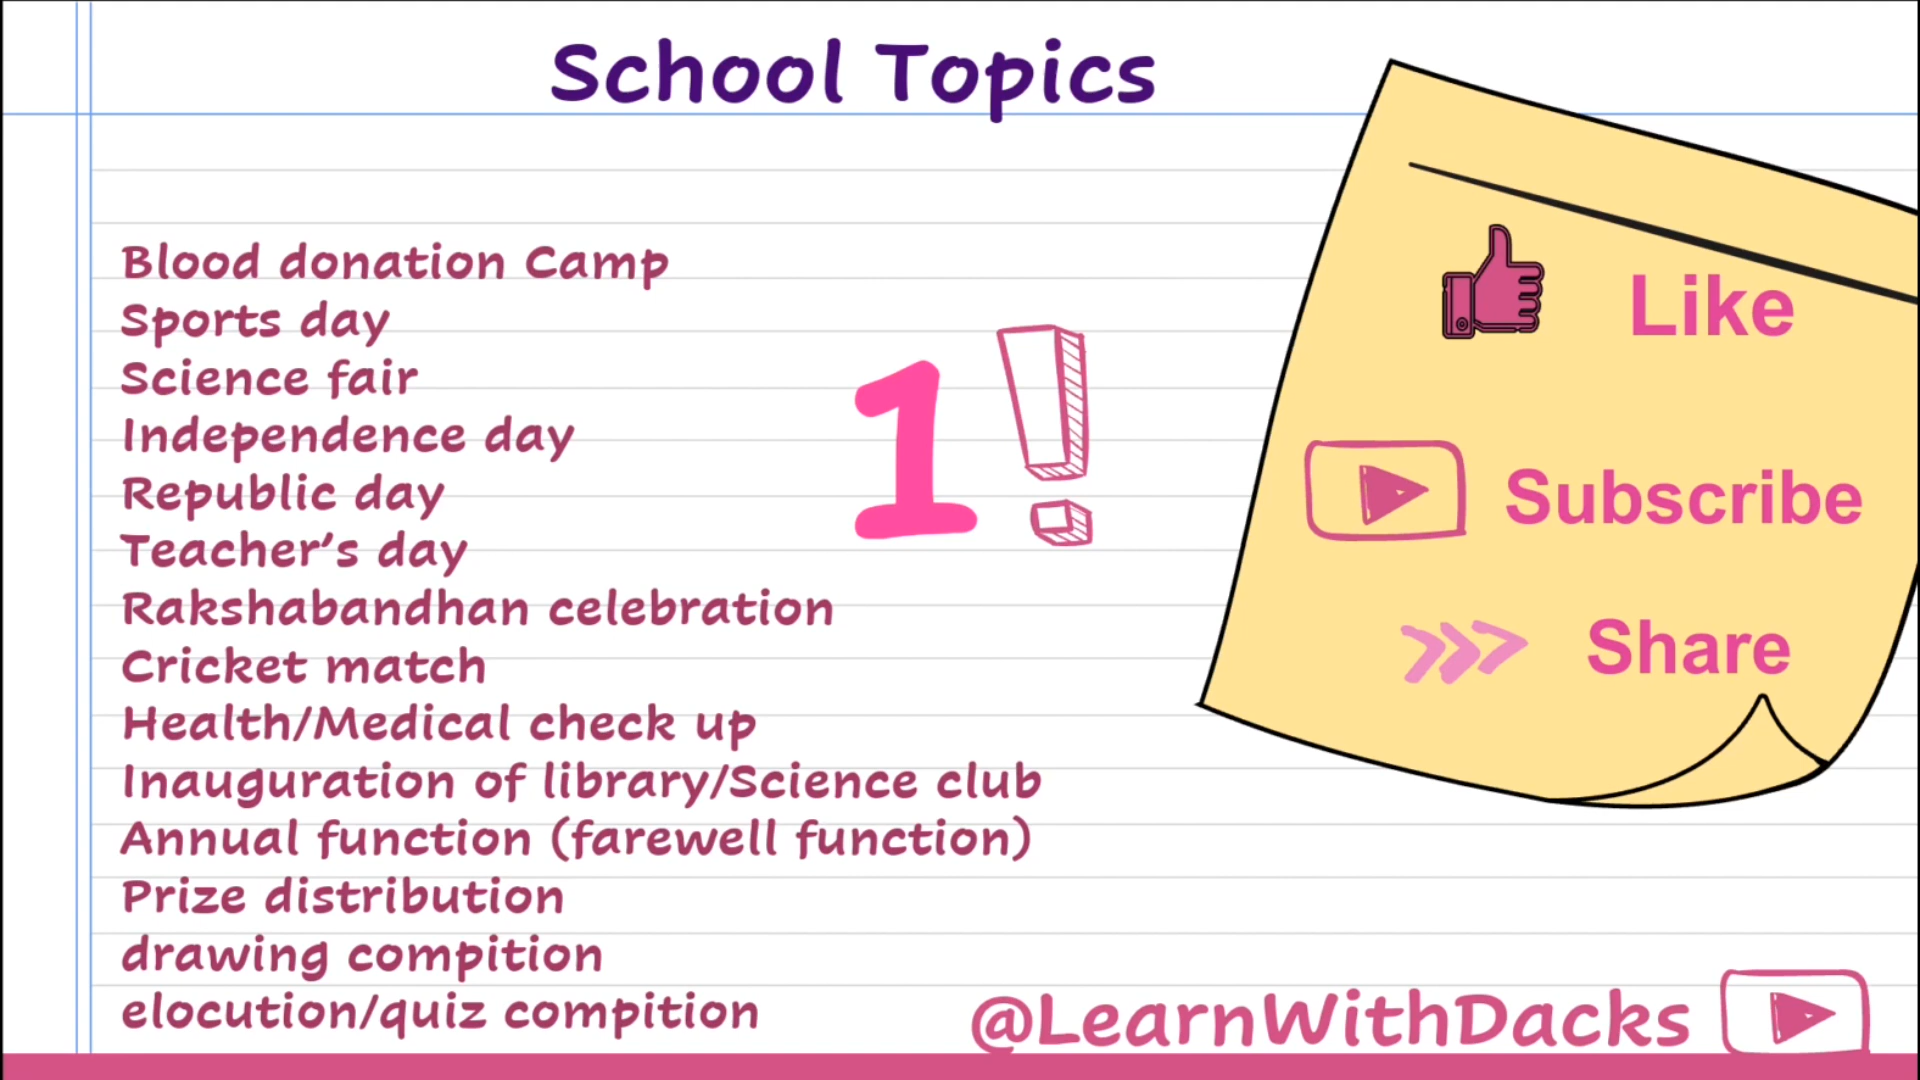 School Topics
Blood donation Camp
Sports day
Science fair
Independence day
Republic day
Teacher’s day
Rakshabandhan celebration
Cricket match
Health/Medical check up
Inauguration of library/Science club
Annual function (farewell function)
Prize distribution
drawing compition
elocution/quiz compition
1!
Like
Subscribe
Share
@LearnWithDacks